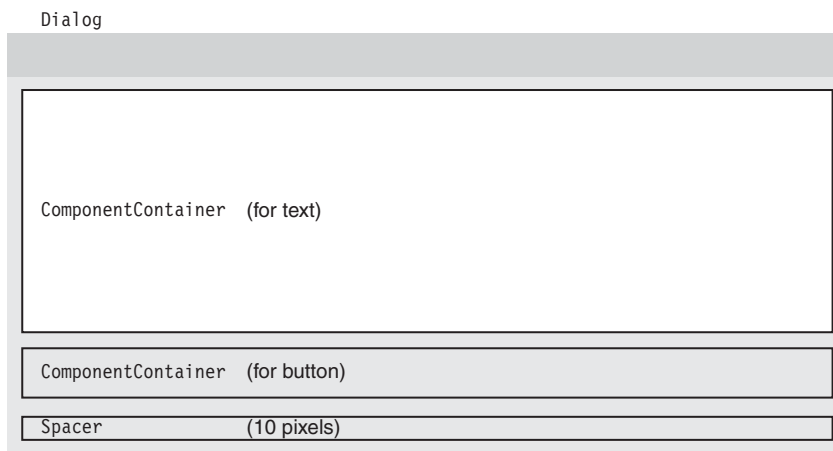 Dialog
ComponentContainer (for text)
ComponentContainer (for button)
Spacer (10 pixels)